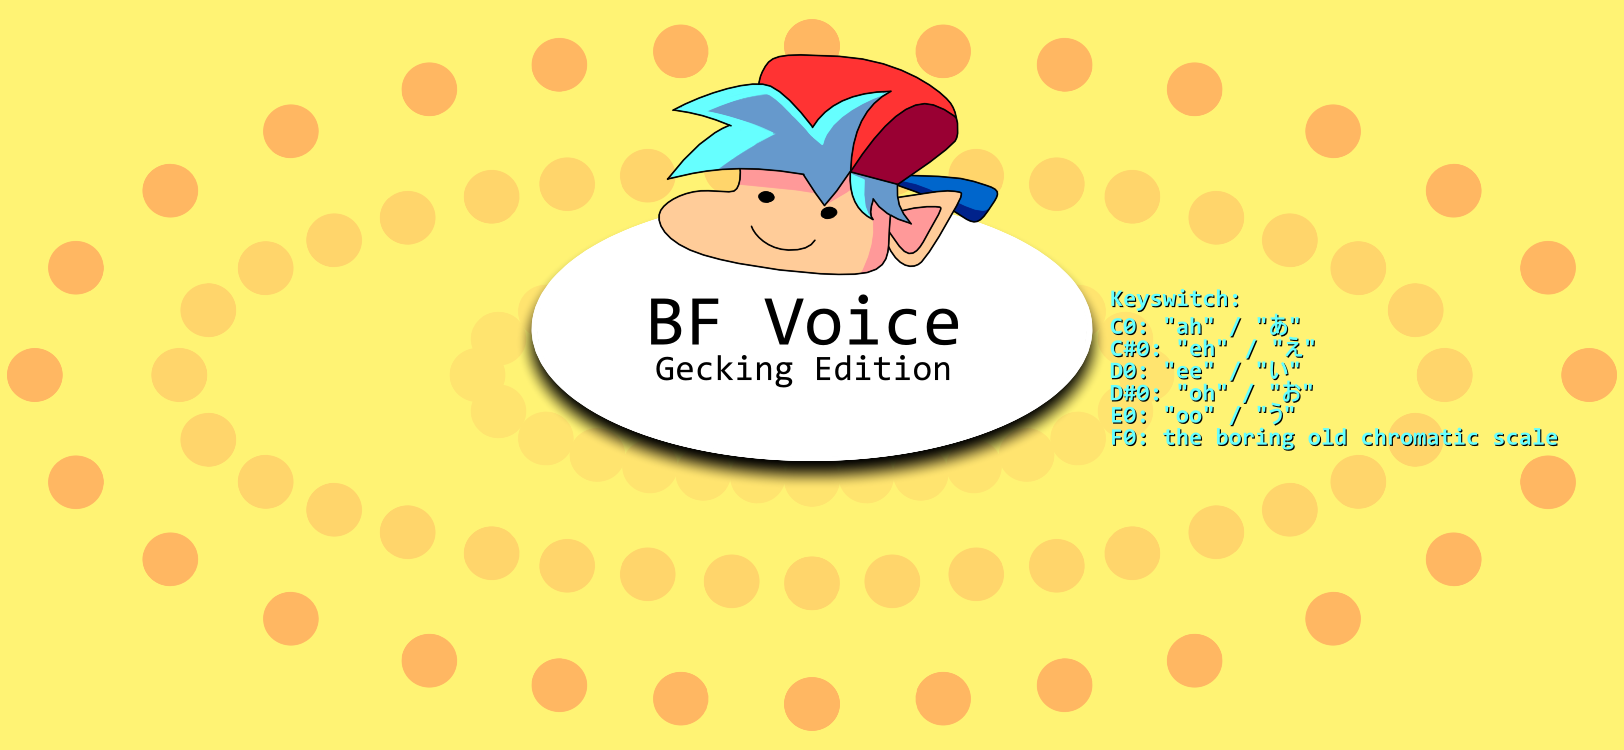 BF Voice
Gecking Edition
Keyswitch:
C0: "ah" / "あ"
C#0: "eh" / "え"
D0: "ee" / "い"
D#0: "oh" / "お"
E0: "oo" / "う"
F0: the boring old chromatic scale